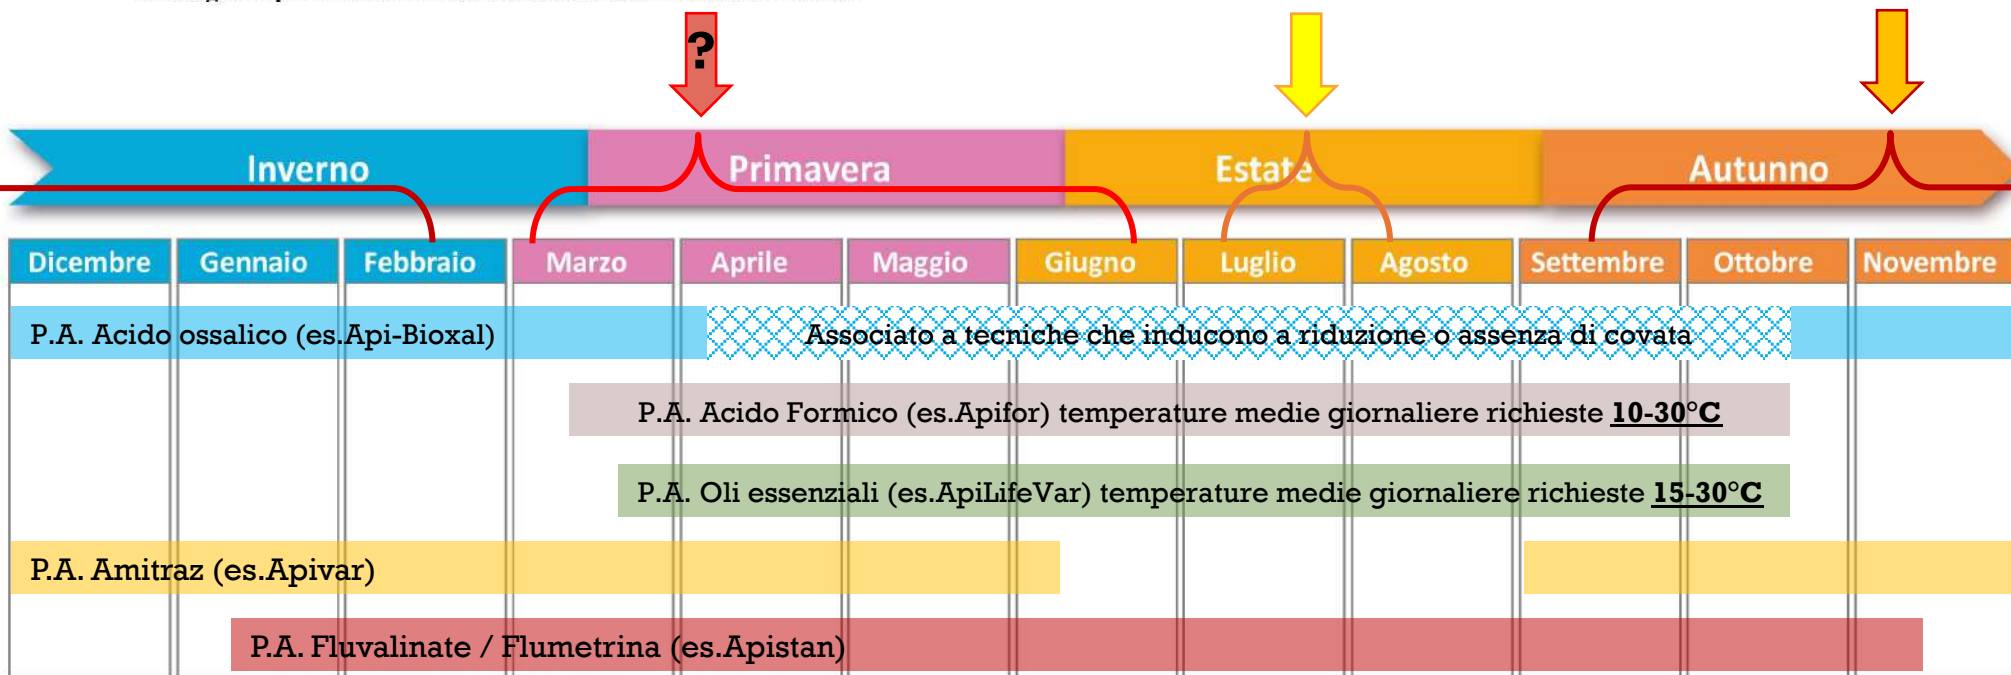 ?
Inverno Primavera Estate Autunno
Dicembre Gennaio Febbraio Marzo Aprile Maggio Giugno Luglio Agosto Settembre Ottobre Novembre
P.A. Acido ossalico (es.Api-Bioxal) Associato a tecniche che inducono a riduzione o assenza di covata
P.A. Acido Formico (es.Apifor) temperature medie giornaliere richieste 10-30°C
P.A. Oli essenziali (es.ApiLifeVar) temperature medie giornaliere richieste 15-30°C
P.A. Amitraz (es.Apivar)
P.A. Fluvalinate / Flumetrina (es.Apistan)